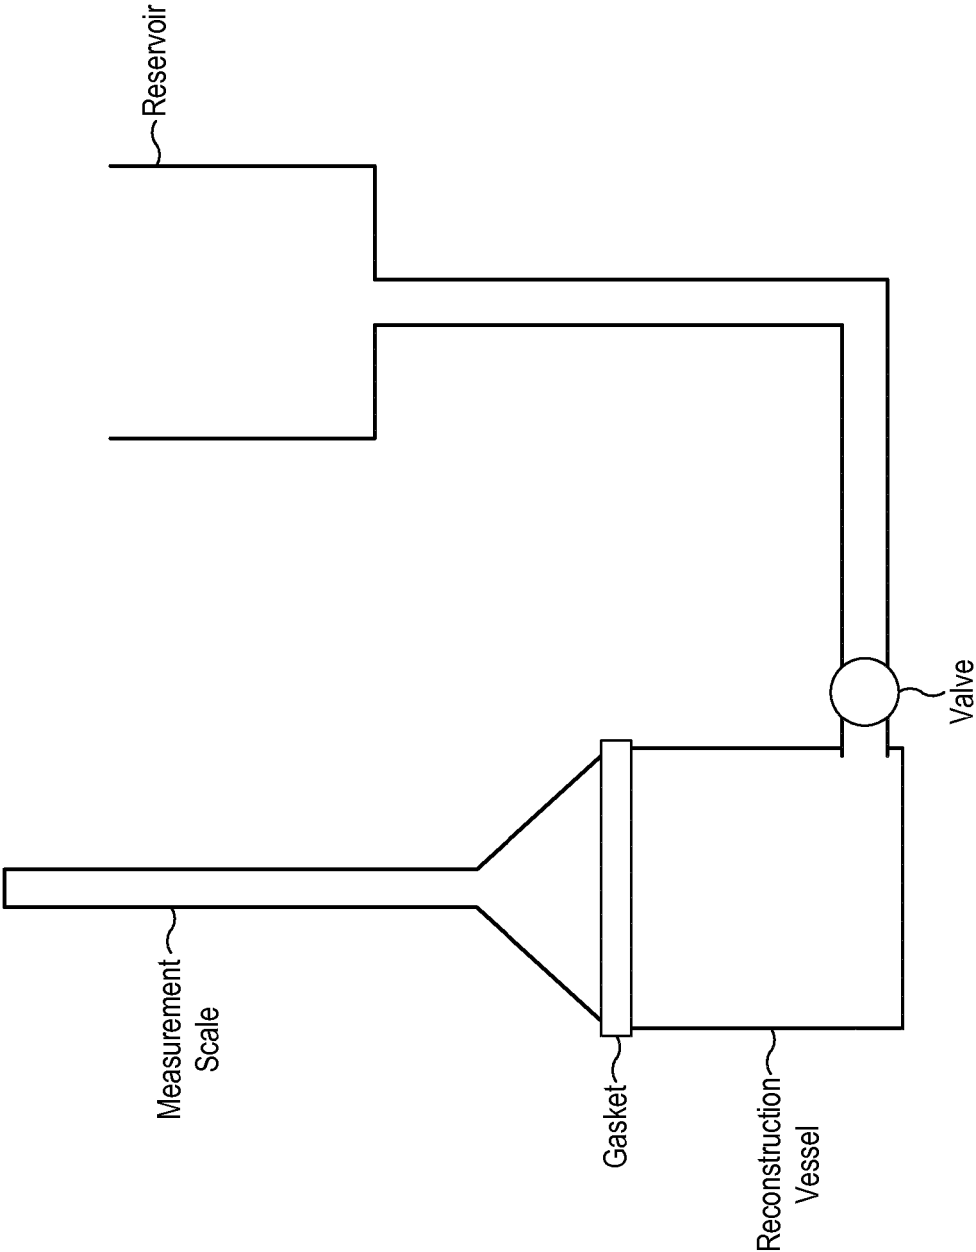 Reservoir
Measurement
Scale
Gasket
Valve
Reconstruction
Vessel